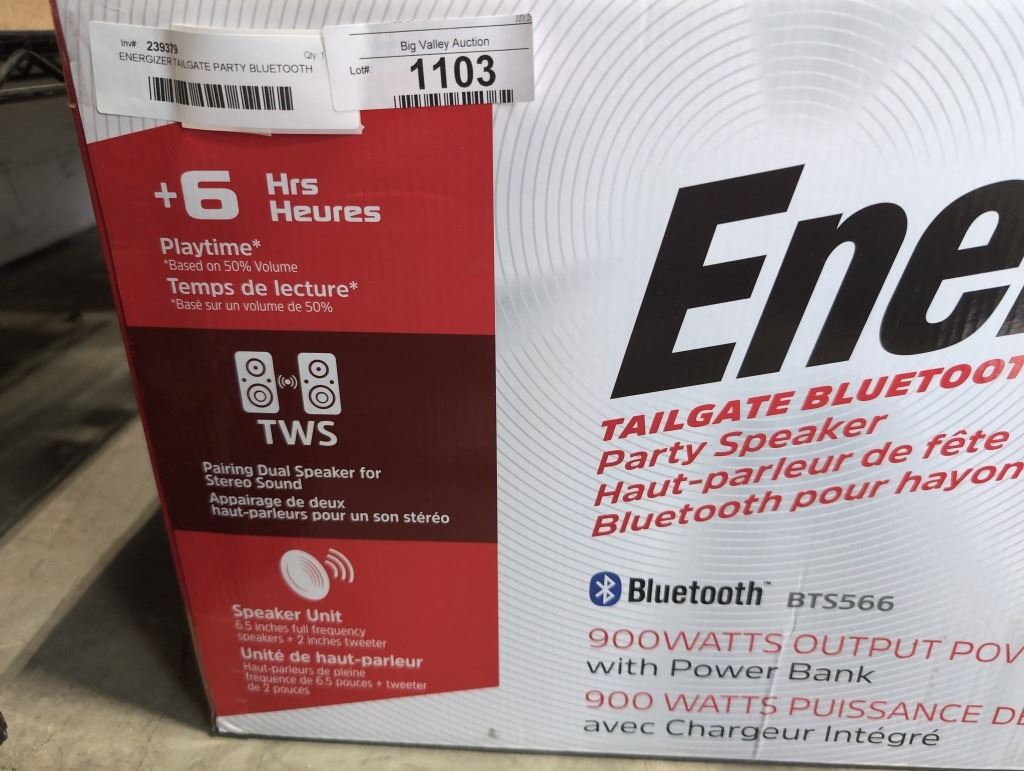 Inv# 239379
Qty: 1
ENERGIZER TAILGATE PARTY BLUETOOTH
Big Valley Auction
Lot#: 1103
+6 Hrs
Heures
Playtime*
*Based on 50% Volume
Temps de lecture*
*Basé sur un volume de 50%
TWS
Pairing Dual Speaker for
Stereo Sound
Appairage de deux
haut-parleurs pour un son stéréo
Speaker Unit
6.5 inches full frequency
speakers + 2 inches tweeter
Unité de haut-parleur
Haut-parleurs de pleine
fréquence de 6.5 pouces + tweeter
de 2 pouces
Ene
TAILGATE BLUETOOT
Party Speaker
Haut-parleur de fête
Bluetooth pour hayon
Bluetooth™ BTS566
900WATTS OUTPUT POV
with Power Bank
900 WATTS PUISSANCE DE
avec Chargeur Intégré